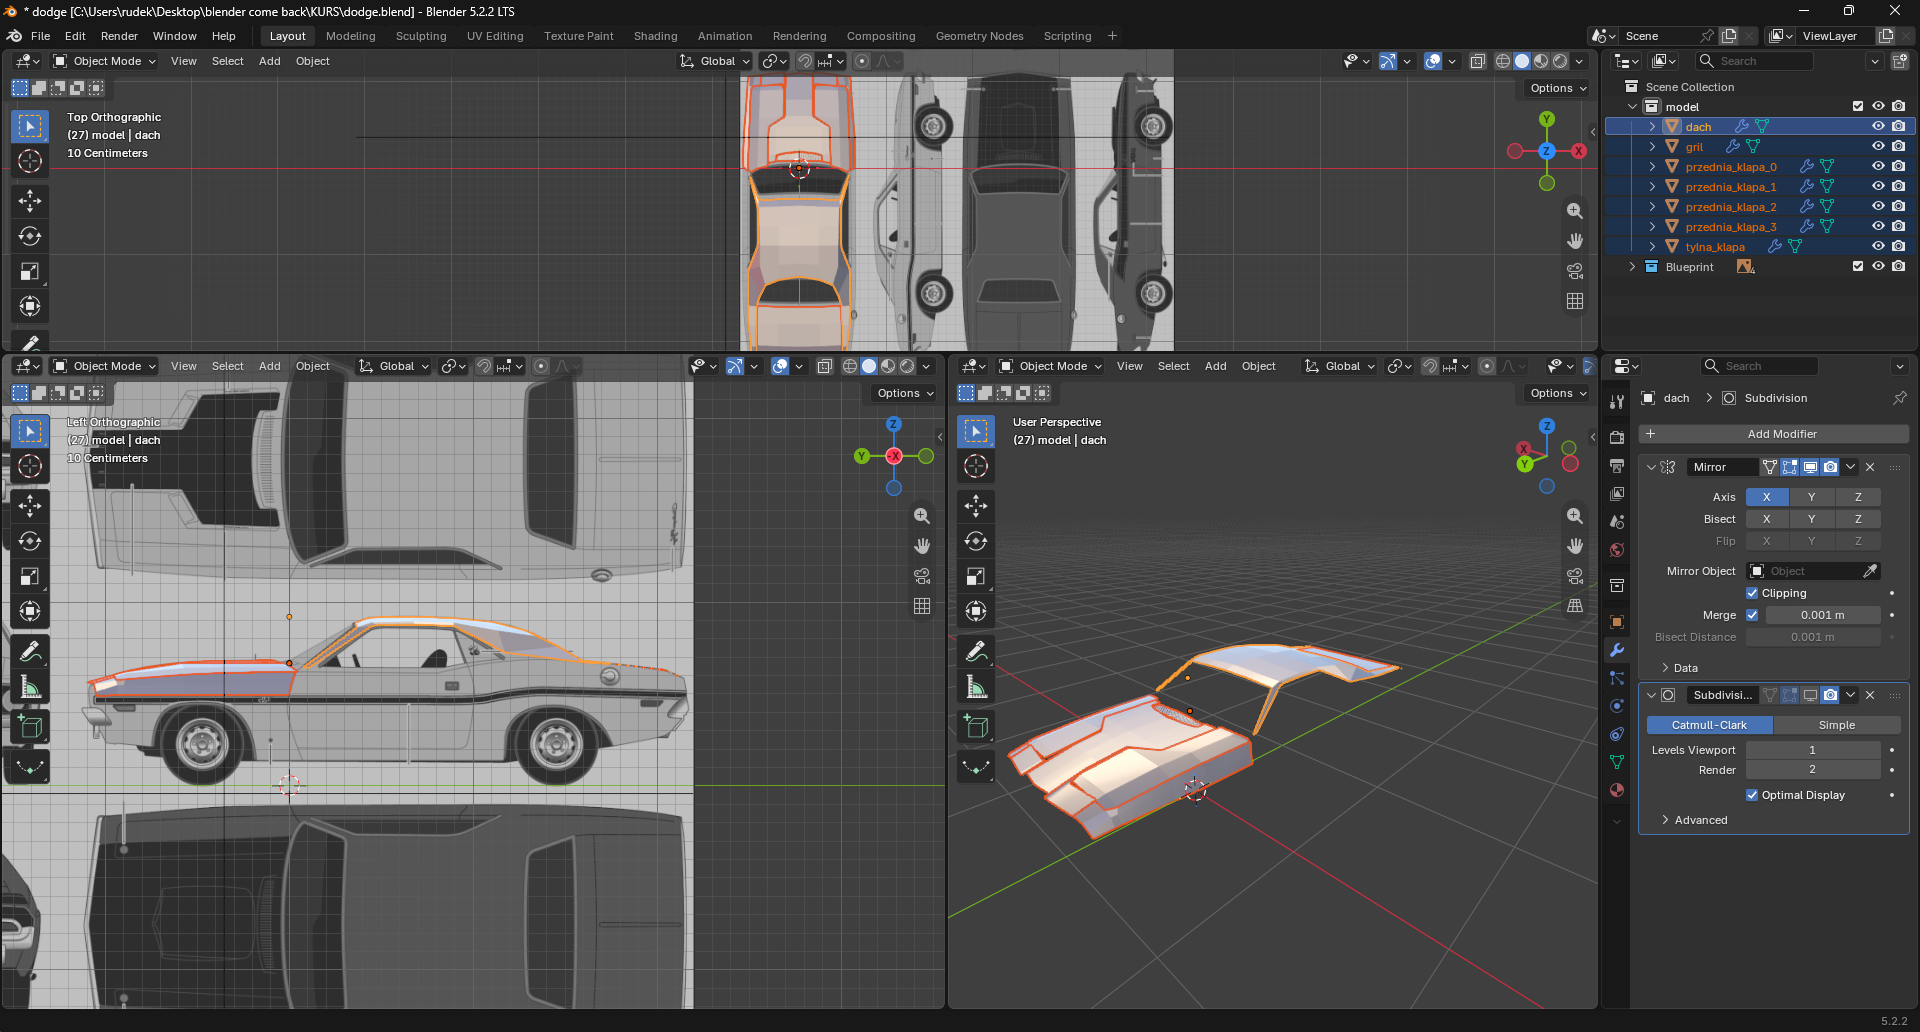 * dodge [C:\Users\rudek\Desktop\blender come back\KURS\dodge.blend] - Blender 5.2.2 LTS
File Edit Render Window Help Layout Modeling Sculpting UV Editing Texture Paint Shading Animation Rendering Compositing Geometry Nodes Scripting + Scene ViewLayer
Object Mode View Select Add Object Global
Options
Top Orthographic
(27) model | dach
10 Centimeters
Y
Z
X
Search
Scene Collection
model
dach
gril
przednia_klapa_0
przednia_klapa_1
przednia_klapa_2
przednia_klapa_3
tylna_klapa
Blueprint 4
Object Mode View Select Add Object Global
Options
Left Orthographic
(27) model | dach
10 Centimeters
Z
Y
-X
Object Mode View Select Add Object Global
Options
User Perspective
(27) model | dach
Z
X
Y
Search
dach > Subdivision
+ Add Modifier
Mirror
Axis X Y Z
Bisect X Y Z
Flip X Y Z
Mirror Object Object
Clipping
Merge 0.001 m
Bisect Distance 0.001 m
Data
Subdivisi...
Catmull-Clark Simple
Levels Viewport 1
Render 2
Optimal Display
Advanced
5.2.2